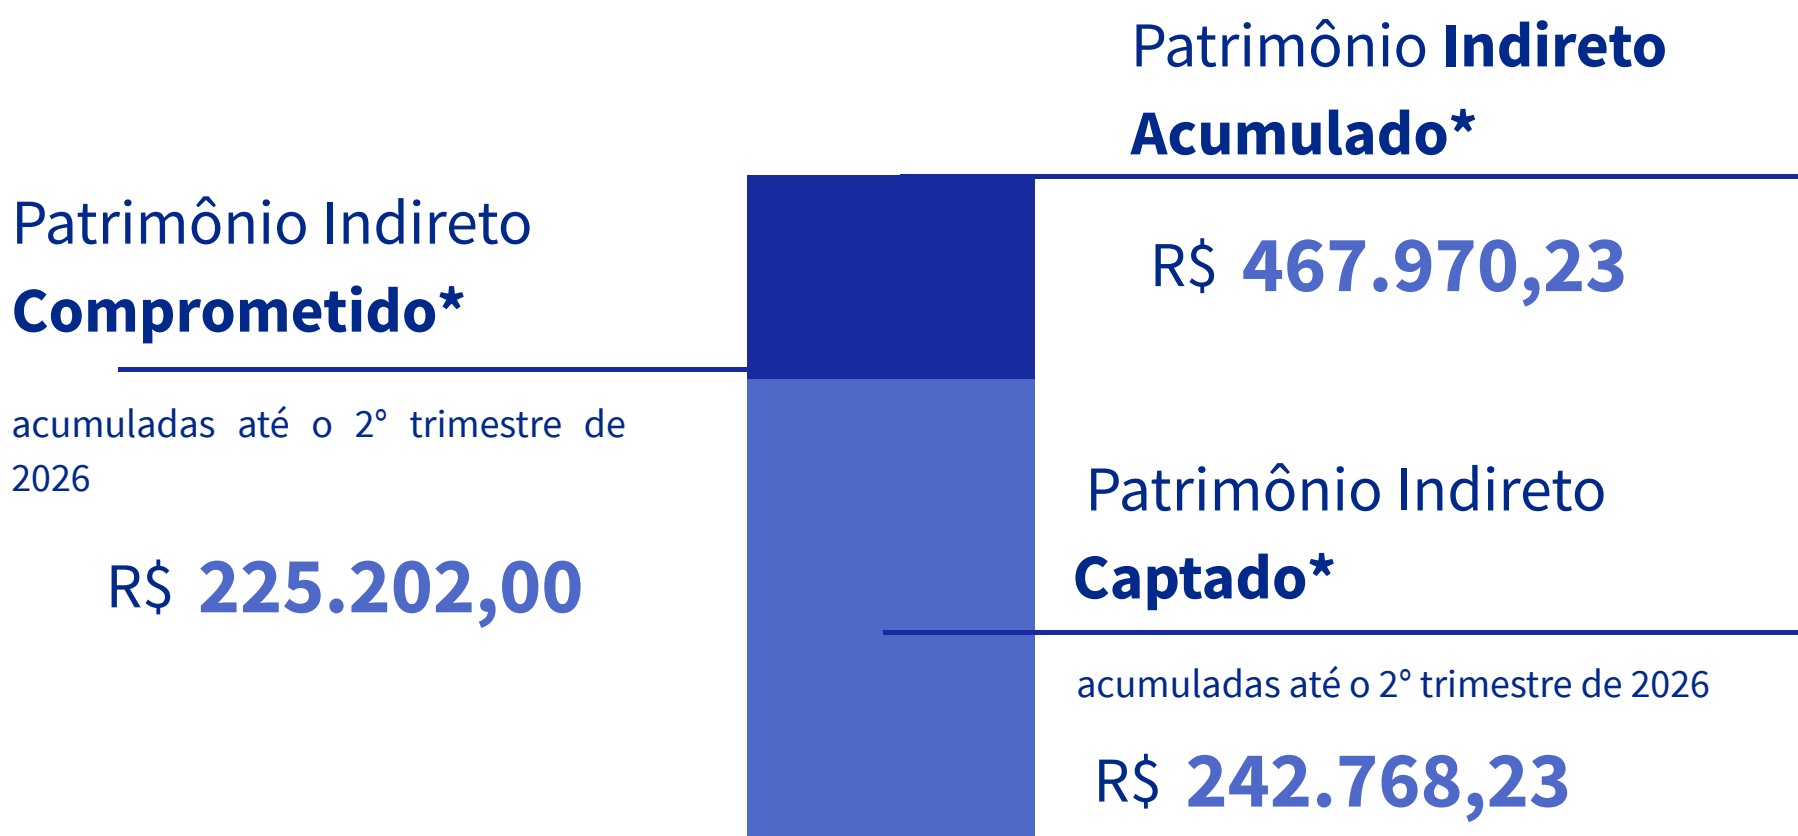 Patrimônio Indireto
Comprometido*
acumuladas até o 2° trimestre de
2026
R$ 225.202,00
Patrimônio Indireto
Acumulado*
R$ 467.970,23
Patrimônio Indireto
Captado*
acumuladas até o 2° trimestre de 2026
R$ 242.768,23